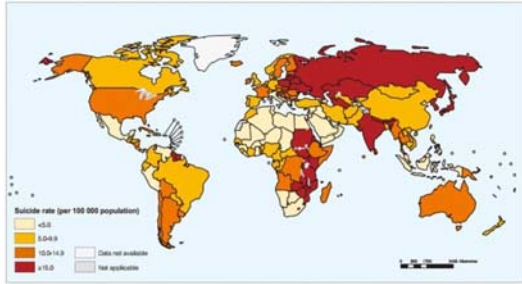 Suicide rate (per 100 000 population)
<5.0
5.0-9.9
10.0-14.9
≥15.0
Data not available
Not applicable